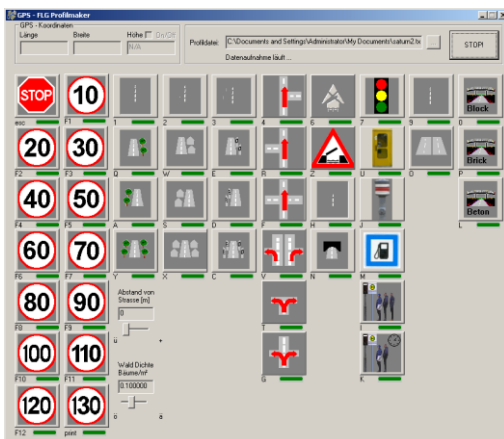 GPS - FLG Profilmaker
GPS - Koordinaten
Länge Breite Höhe On/Off
N/A
Profildatei C:\Documents and Settings\Administrator\My Documents\saturn2.tx
Datenaufnahme läuft ...
STOP!
STOP 10 Block
esc F1 1 2 3 4 6 7 9 0
20 30 Brick
F2 F3 Q W E R Z U O P
40 50 Beton
F4 F5 A S D F H J L
60 70
F6 F7 Y X C V N M
80 90
F8 F9 T I
100 110
F10 F11 G K
120 130
F12 print
Abstand von
Strasse [m]
0
ü +
Wald Dichte
Bäume/m²
0.100000
ö ä